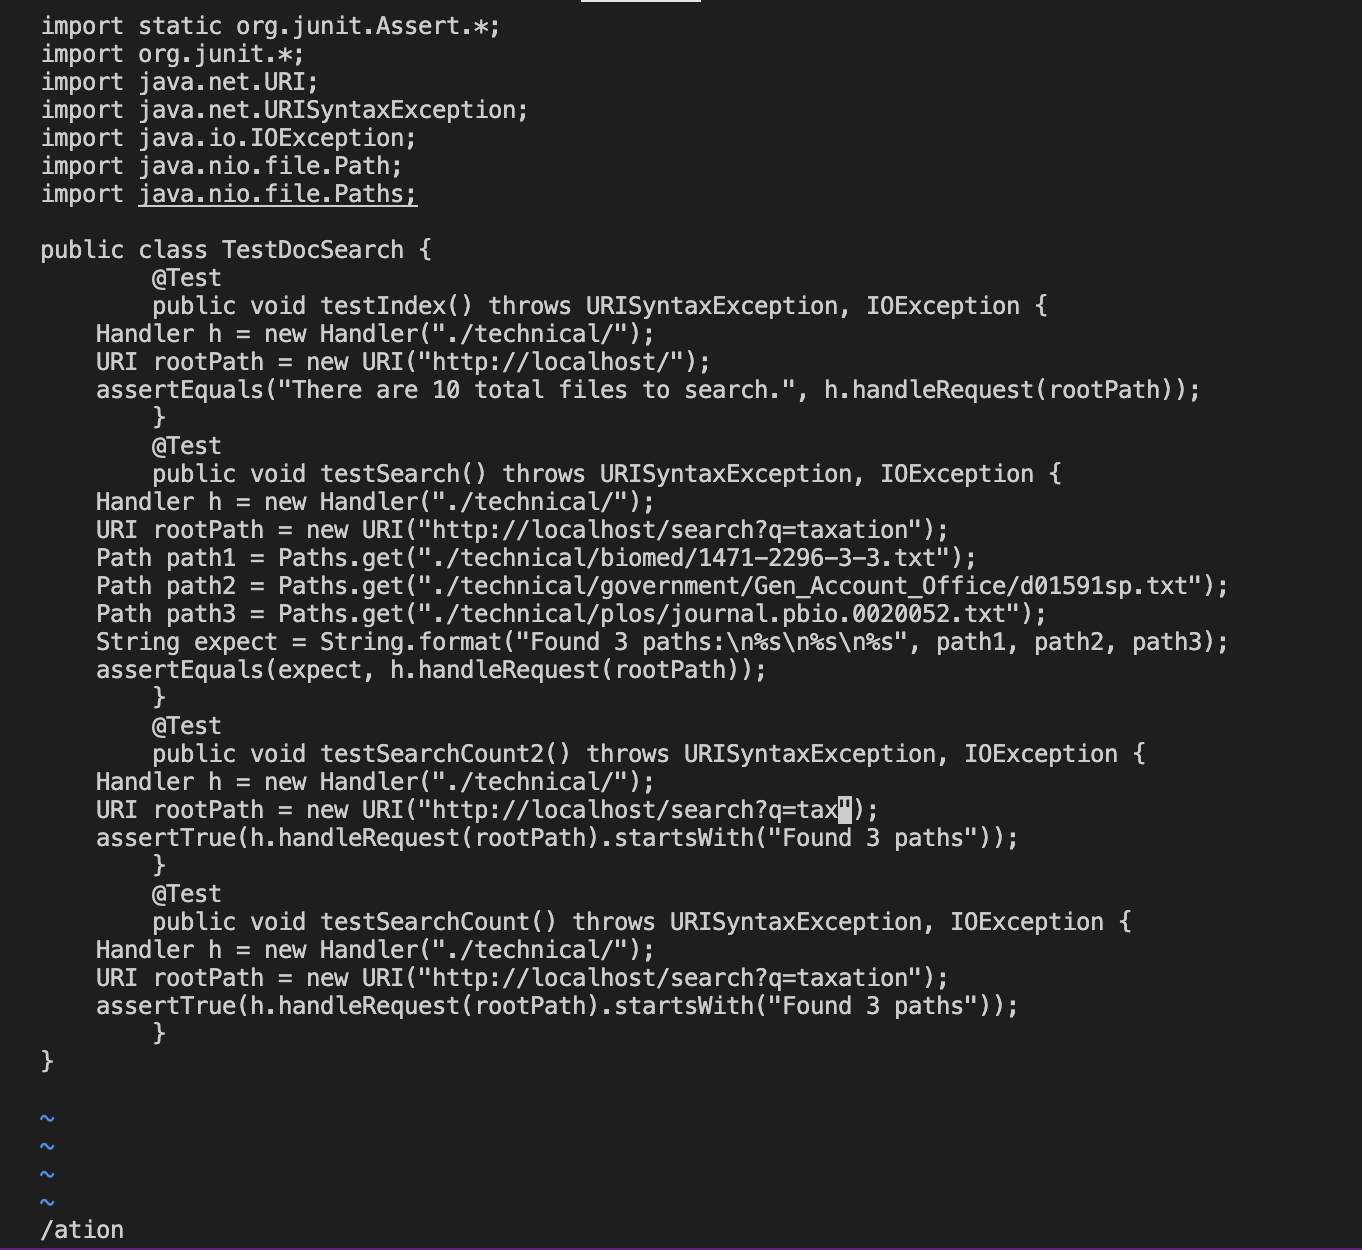 import static org.junit.Assert.*;
import org.junit.*;
import java.net.URI;
import java.net.URISyntaxException;
import java.io.IOException;
import java.nio.file.Path;
import java.nio.file.Paths;

public class TestDocSearch {
        @Test
        public void testIndex() throws URISyntaxException, IOException {
    Handler h = new Handler("./technical/");
    URI rootPath = new URI("http://localhost/");
    assertEquals("There are 10 total files to search.", h.handleRequest(rootPath));
        }
        @Test
        public void testSearch() throws URISyntaxException, IOException {
    Handler h = new Handler("./technical/");
    URI rootPath = new URI("http://localhost/search?q=taxation");
    Path path1 = Paths.get("./technical/biomed/1471-2296-3-3.txt");
    Path path2 = Paths.get("./technical/government/Gen_Account_Office/d01591sp.txt");
    Path path3 = Paths.get("./technical/plos/journal.pbio.0020052.txt");
    String expect = String.format("Found 3 paths:\n%s\n%s\n%s", path1, path2, path3);
    assertEquals(expect, h.handleRequest(rootPath));
        }
        @Test
        public void testSearchCount2() throws URISyntaxException, IOException {
    Handler h = new Handler("./technical/");
    URI rootPath = new URI("http://localhost/search?q=tax");
    assertTrue(h.handleRequest(rootPath).startsWith("Found 3 paths"));
        }
        @Test
        public void testSearchCount() throws URISyntaxException, IOException {
    Handler h = new Handler("./technical/");
    URI rootPath = new URI("http://localhost/search?q=taxation");
    assertTrue(h.handleRequest(rootPath).startsWith("Found 3 paths"));
        }
}

~
~
~
~
/ation